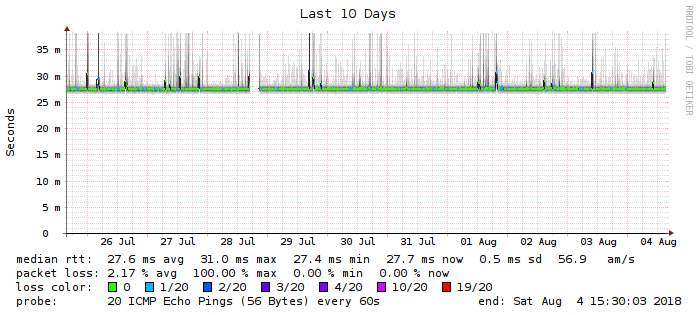 Last 10 Days
RRDTOOL / TOBI OETIKER
Seconds
35 m
30 m
25 m
20 m
15 m
10 m
5 m
0
26 Jul 27 Jul 28 Jul 29 Jul 30 Jul 31 Jul 01 Aug 02 Aug 03 Aug 04 Aug
median rtt: 27.6 ms avg 31.0 ms max 27.4 ms min 27.7 ms now 0.5 ms sd 56.9 am/s
packet loss: 2.17 % avg 100.00 % max 0.00 % min 0.00 % now
loss color: 0 1/20 2/20 3/20 4/20 10/20 19/20
probe: 20 ICMP Echo Pings (56 Bytes) every 60s end: Sat Aug 4 15:30:03 2018